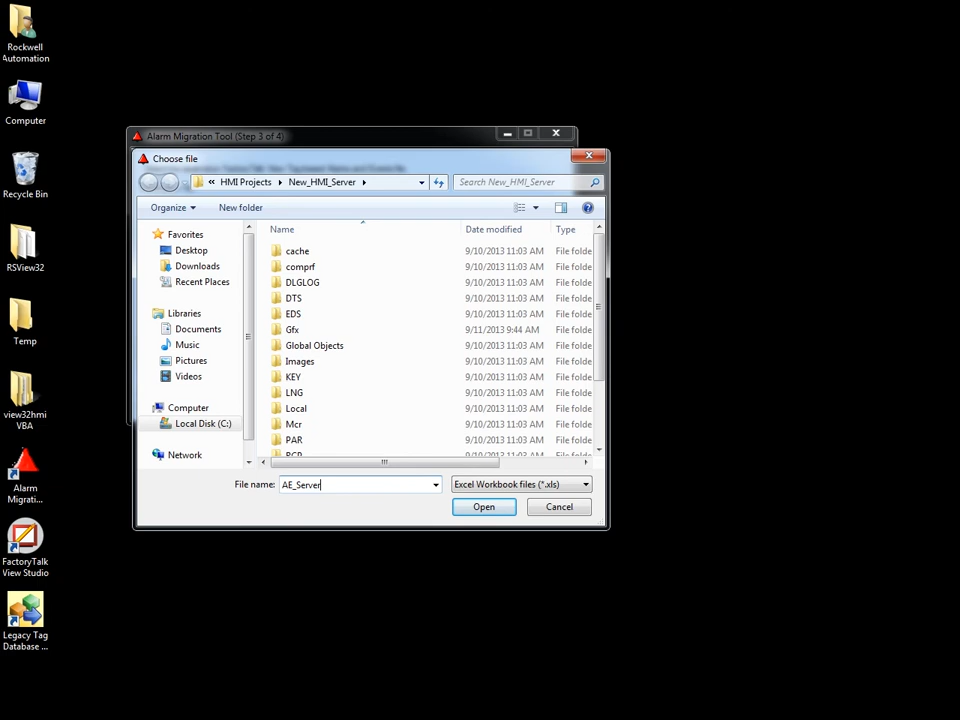 Rockwell
Automation
Computer
Recycle Bin
RSView32
Temp
view32hmi
VBA
Alarm
Migrati...
FactoryTalk
View Studio
Legacy Tag
Database ...
Alarm Migration Tool (Step 3 of 4)
Choose file
« HMI Projects New_HMI_Server
Search New_HMI_Server
Organize
New folder
Name
Date modified
Type
Favorites
Desktop
Downloads
Recent Places
Libraries
Documents
Music
Pictures
Videos
Computer
Local Disk (C:)
Network
cache 9/10/2013 11:03 AM File folde
comprf 9/10/2013 11:03 AM File folde
DLGLOG 9/10/2013 11:03 AM File folde
DTS 9/10/2013 11:03 AM File folde
EDS 9/10/2013 11:03 AM File folde
Gfx 9/11/2013 9:44 AM File folde
Global Objects 9/10/2013 11:03 AM File folde
Images 9/10/2013 11:03 AM File folde
KEY 9/10/2013 11:03 AM File folde
LNG 9/10/2013 11:03 AM File folde
Local 9/10/2013 11:03 AM File folde
Mcr 9/10/2013 11:03 AM File folde
PAR 9/10/2013 11:03 AM File folde
9/10/2013 11:03 AM File folde
File name: AE_Server
Excel Workbook files (*.xls)
Open
Cancel